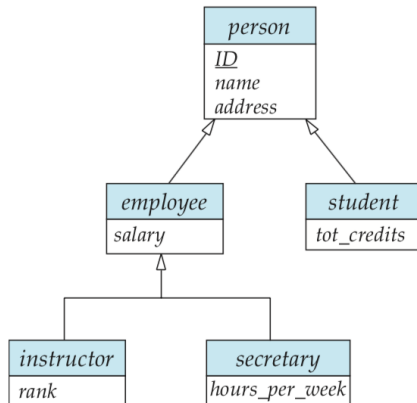 person
ID
name
address
employee
salary
student
tot_credits
instructor
rank
secretary
hours_per_week